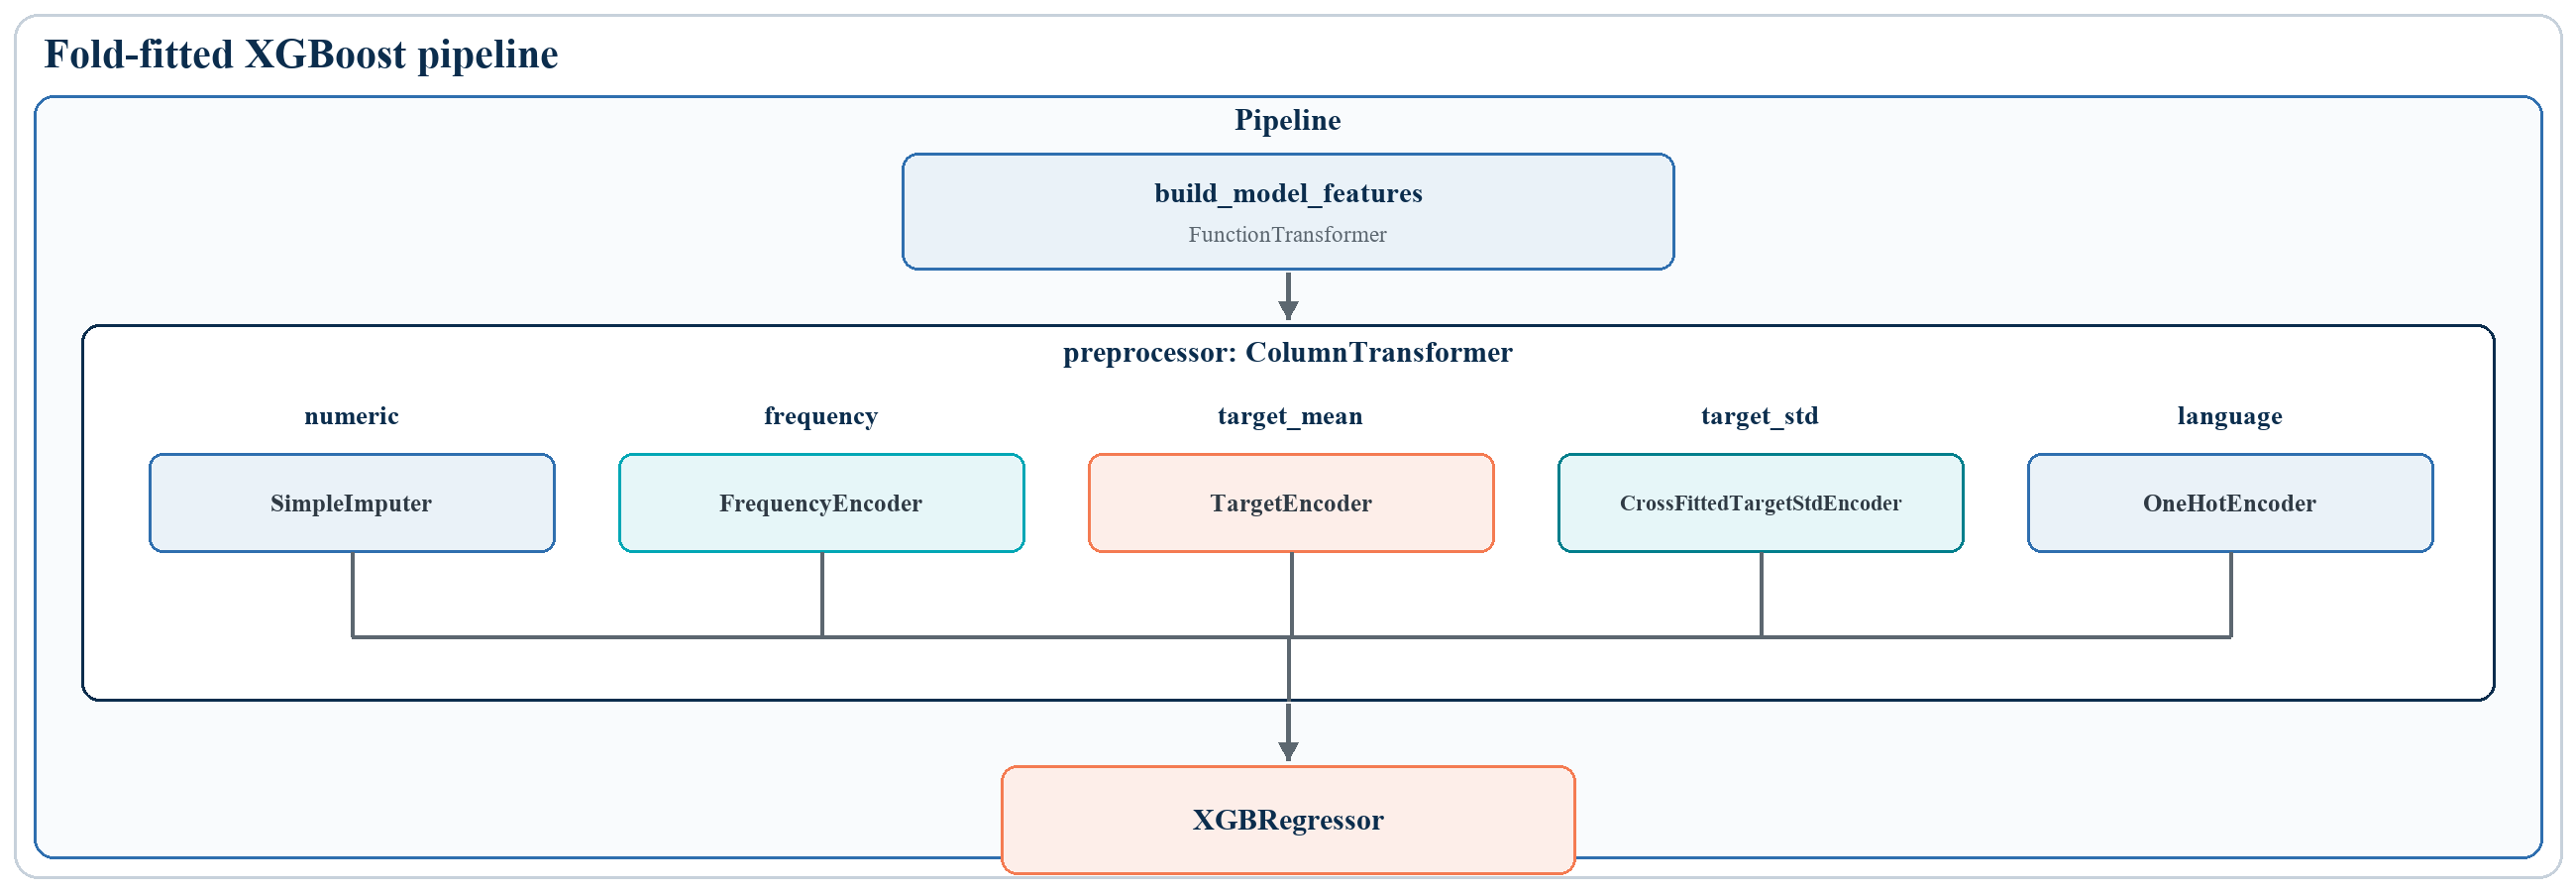 Fold-fitted XGBoost pipeline
Pipeline
build_model_features
FunctionTransformer
preprocessor: ColumnTransformer
numeric
frequency
target_mean
target_std
language
SimpleImputer
FrequencyEncoder
TargetEncoder
CrossFittedTargetStdEncoder
OneHotEncoder
XGBRegressor